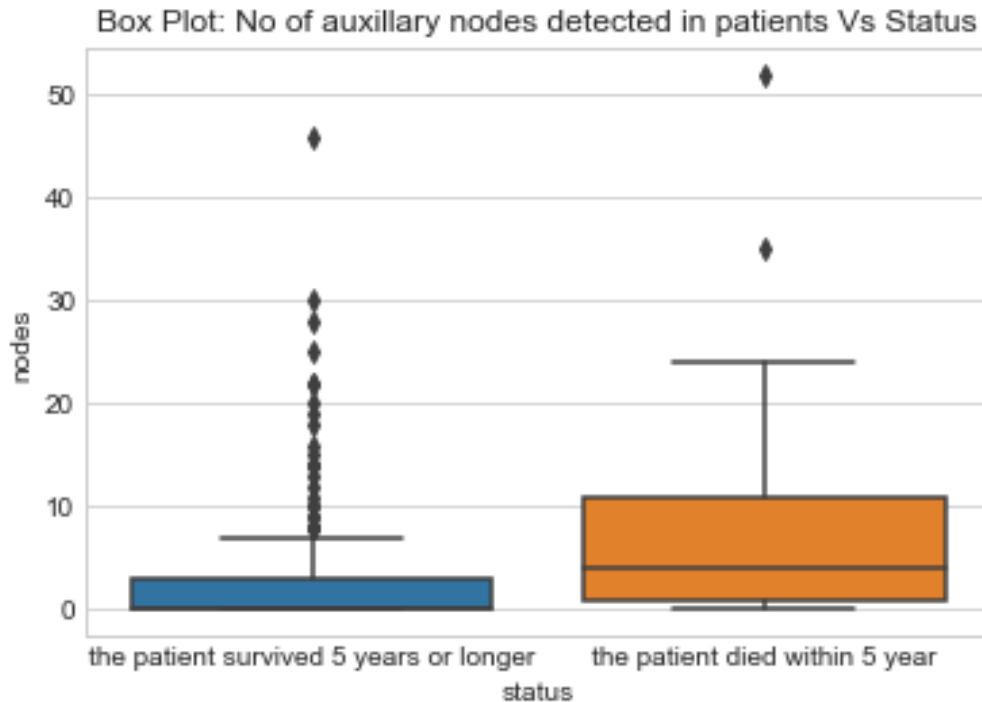 Box Plot: No of auxillary nodes detected in patients Vs Status
50
40
30
20
10
0
nodes
the patient survived 5 years or longer
the patient died within 5 year
status